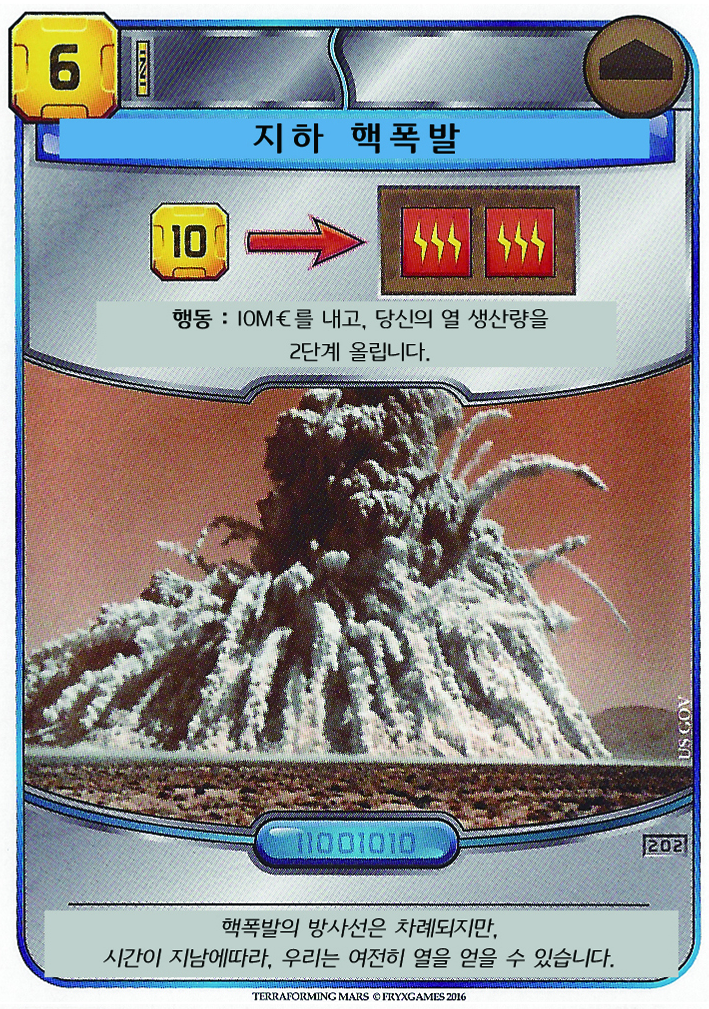 6
지하 핵폭발
10
행동 : 10M€를 내고, 당신의 열 생산량을
2단계 올립니다.
US GOV
11001010
202
핵폭발의 방사선은 차례되지만,
시간이 지남에따라, 우리는 여전히 열을 얻을 수 있습니다.
TERRAFORMING MARS © FRYXGAMES 2016